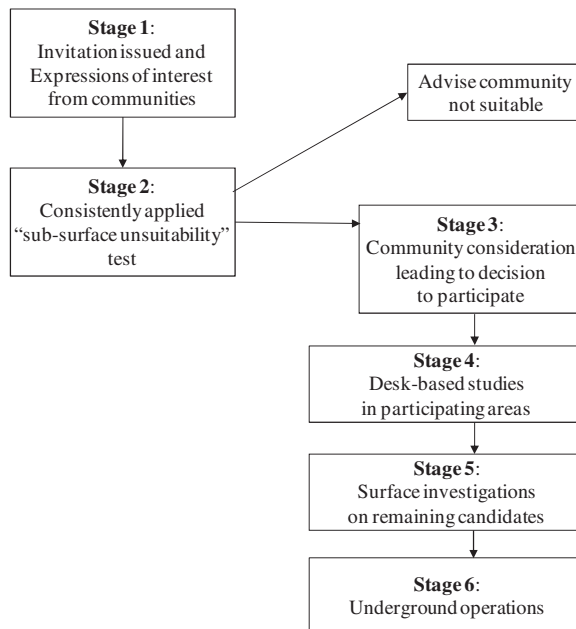 Stage 1:
Invitation issued and
Expressions of interest
from communities
Advise community
not suitable
Stage 2:
Consistently applied
“sub-surface unsuitability”
test
Stage 3:
Community consideration
leading to decision
to participate
Stage 4:
Desk-based studies
in participating areas
Stage 5:
Surface investigations
on remaining candidates
Stage 6:
Underground operations